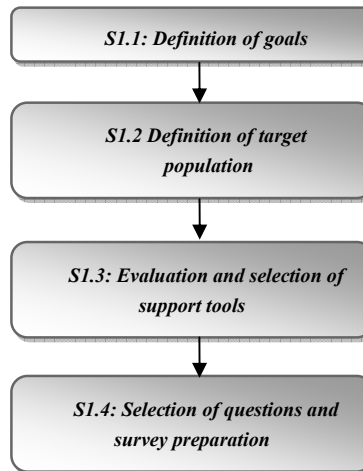 S1.1: Definition of goals
S1.2 Definition of target
population
S1.3: Evaluation and selection of
support tools
S1.4: Selection of questions and
survey preparation